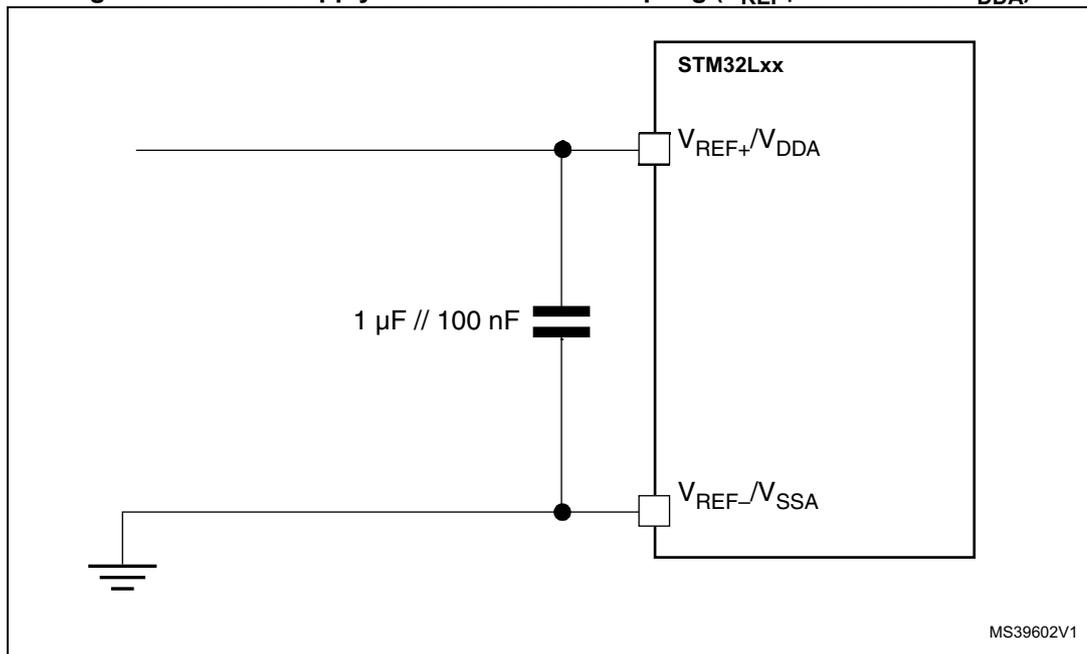 STM32Lxx
VREF+/VDDA
1 µF // 100 nF
VREF–/VSSA
MS39602V1